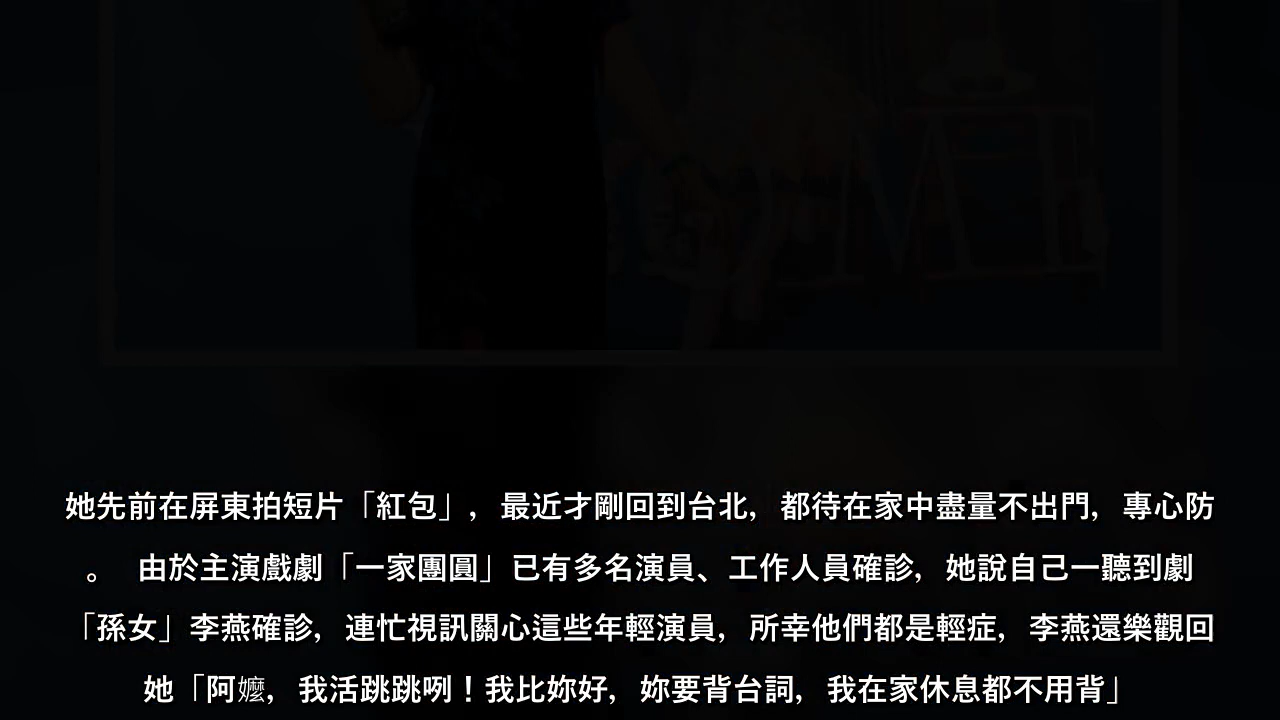 她先前在屏東拍短片「紅包」，最近才剛回到台北，都待在家中盡量不出門，專心防
。 由於主演戲劇「一家團圓」已有多名演員、工作人員確診，她說自己一聽到劇
「孫女」李燕確診，連忙視訊關心這些年輕演員，所幸他們都是輕症，李燕還樂觀回
她「阿嬤，我活跳跳咧！我比妳好，妳要背台詞，我在家休息都不用背」